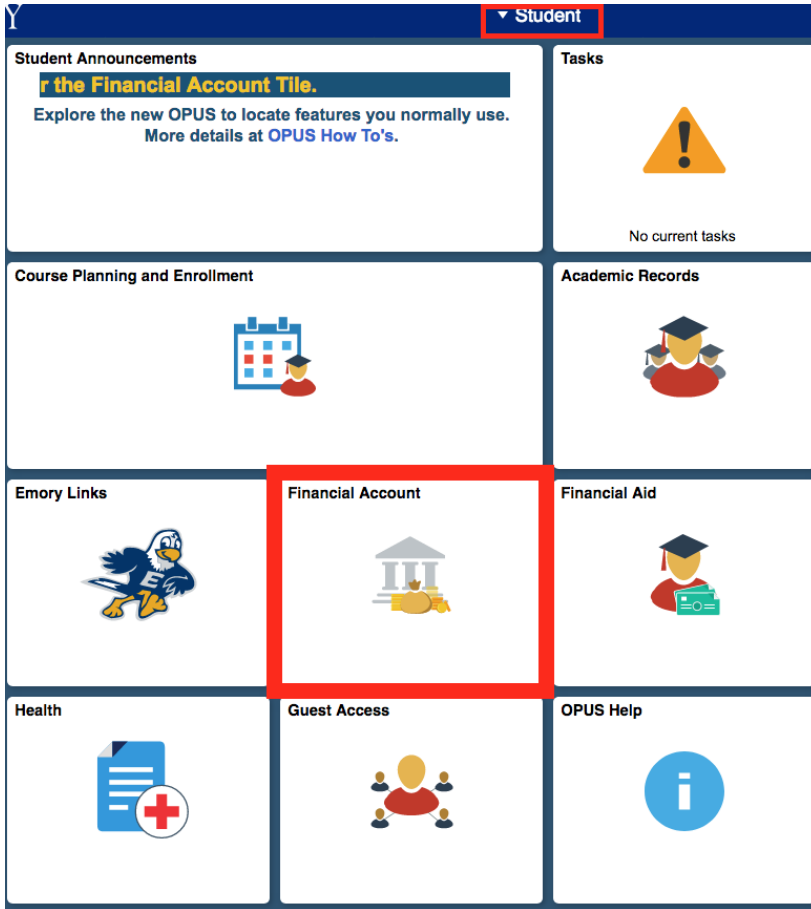 Y
▾ Student
Student Announcements
r the Financial Account Tile.
Explore the new OPUS to locate features you normally use.
More details at OPUS How To's.
Tasks
No current tasks
Course Planning and Enrollment
Academic Records
Emory Links
E
Financial Account
Financial Aid
Health
Guest Access
OPUS Help